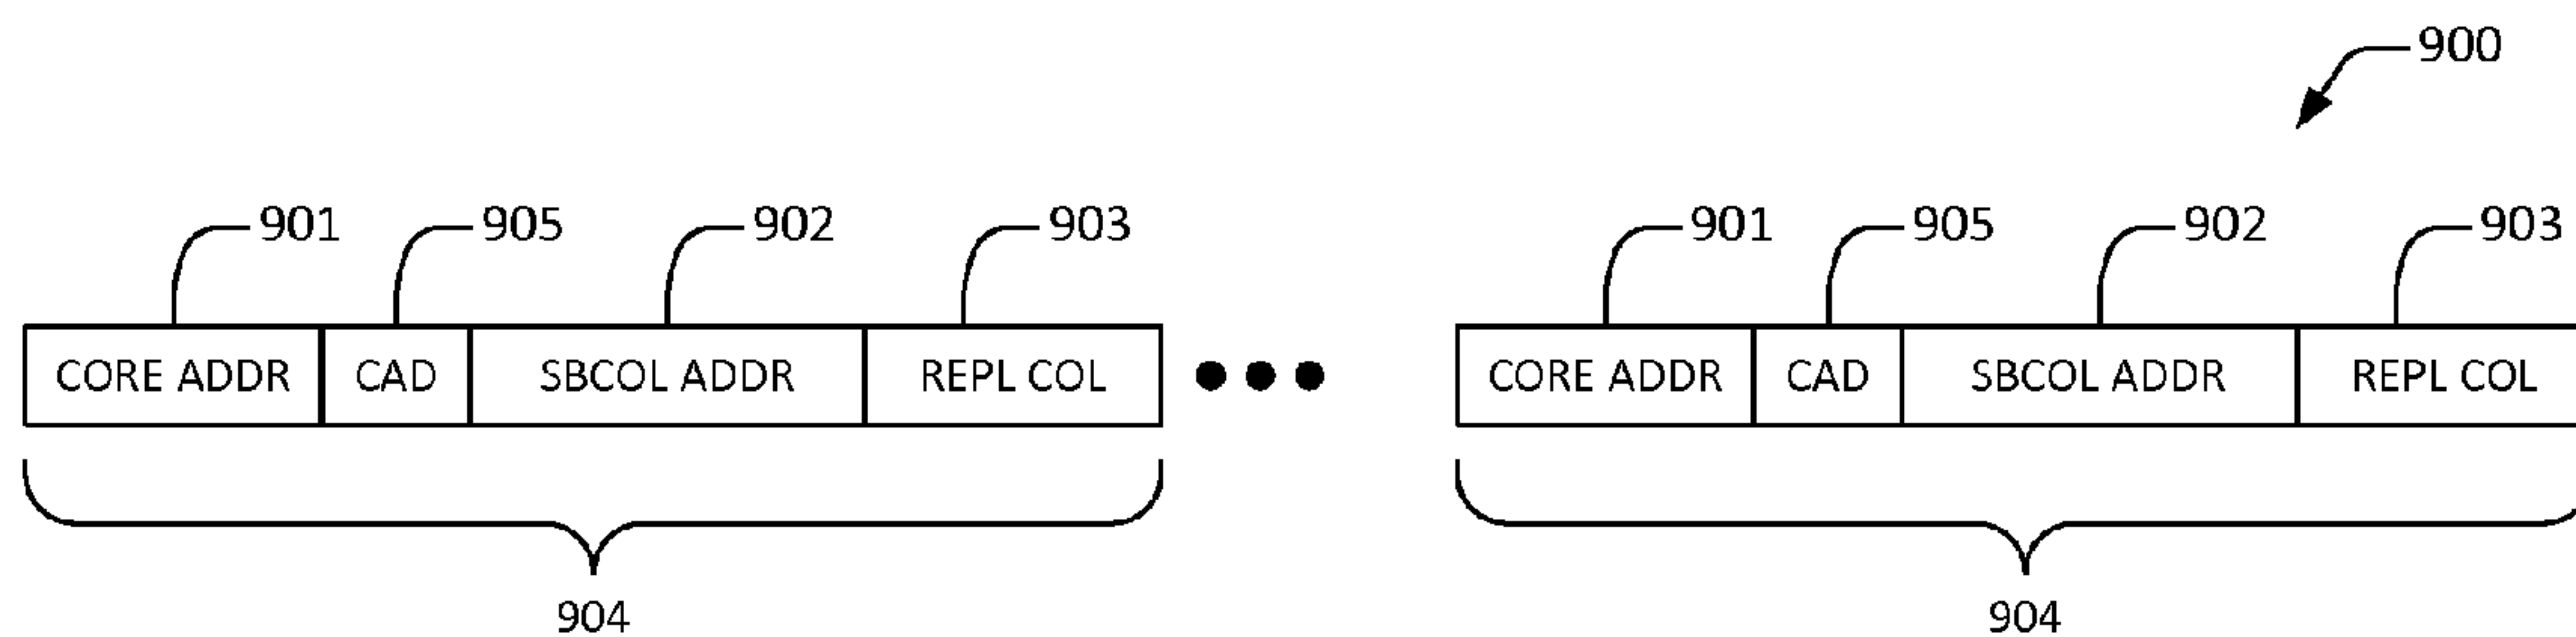 900
901 905 902 903 901 905 902 903
CORE ADDR CAD SBCOL ADDR REPL COL CORE ADDR CAD SBCOL ADDR REPL COL
904 904